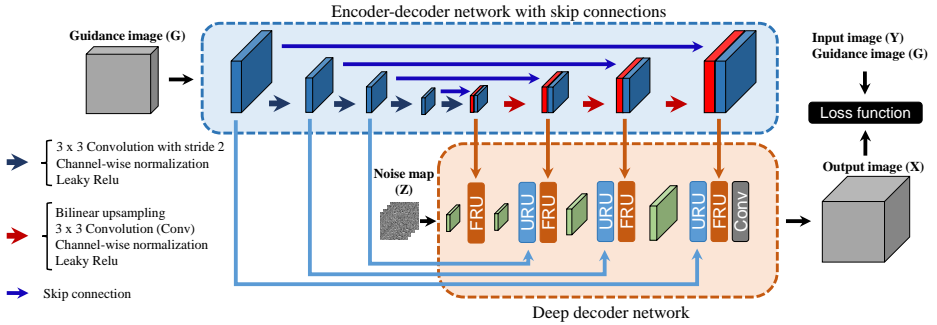 Encoder-decoder network with skip connections
Guidance image (G)
Input image (Y)
Guidance image (G)
Loss function
Output image (X)
3 x 3 Convolution with stride 2
Channel-wise normalization
Leaky Relu
Bilinear upsampling
3 x 3 Convolution (Conv)
Channel-wise normalization
Leaky Relu
Skip connection
Noise map
(Z)
FRU
URU
FRU
URU
FRU
URU
FRU
Conv
Deep decoder network